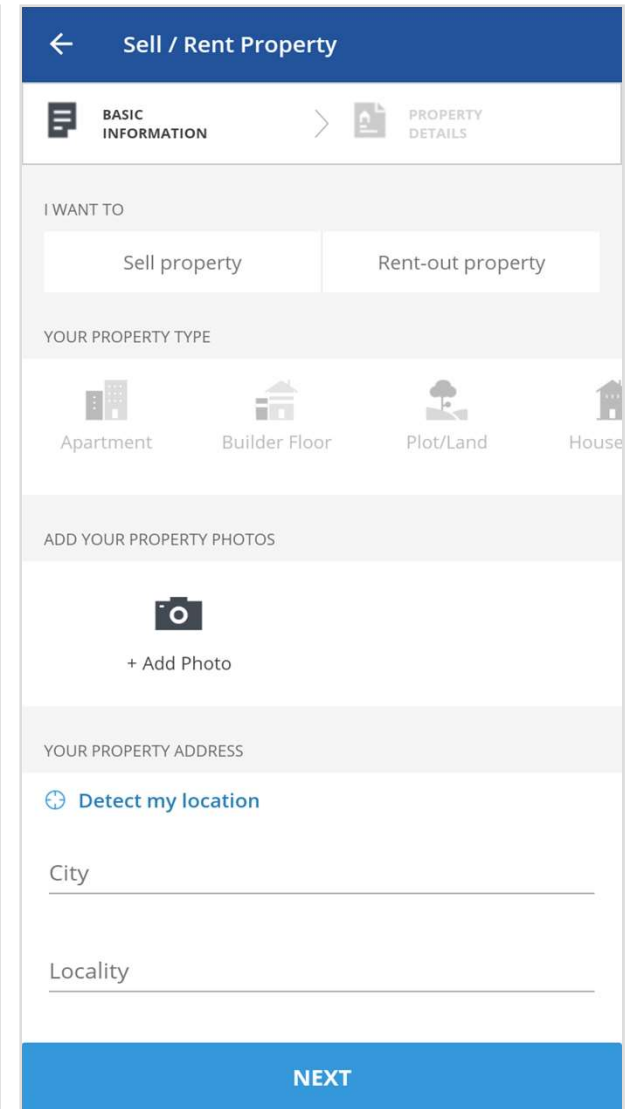 Sell / Rent Property
BASIC
INFORMATION
PROPERTY
DETAILS
I WANT TO
Sell property
Rent-out property
YOUR PROPERTY TYPE
Apartment
Builder Floor
Plot/Land
House
ADD YOUR PROPERTY PHOTOS
+ Add Photo
YOUR PROPERTY ADDRESS
Detect my location
City
Locality
NEXT